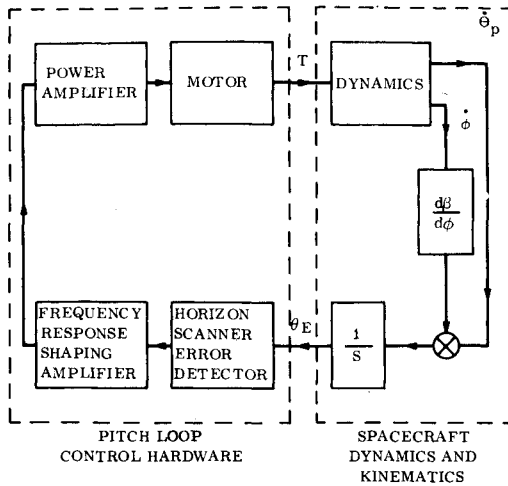 POWER
AMPLIFIER
MOTOR
T
DYNAMICS
Θ̇p
ϕ̇
dβ
dϕ
FREQUENCY
RESPONSE
SHAPING
AMPLIFIER
HORIZON
SCANNER
ERROR
DETECTOR
θE
1
S
PITCH LOOP
CONTROL HARDWARE
SPACECRAFT
DYNAMICS AND
KINEMATICS